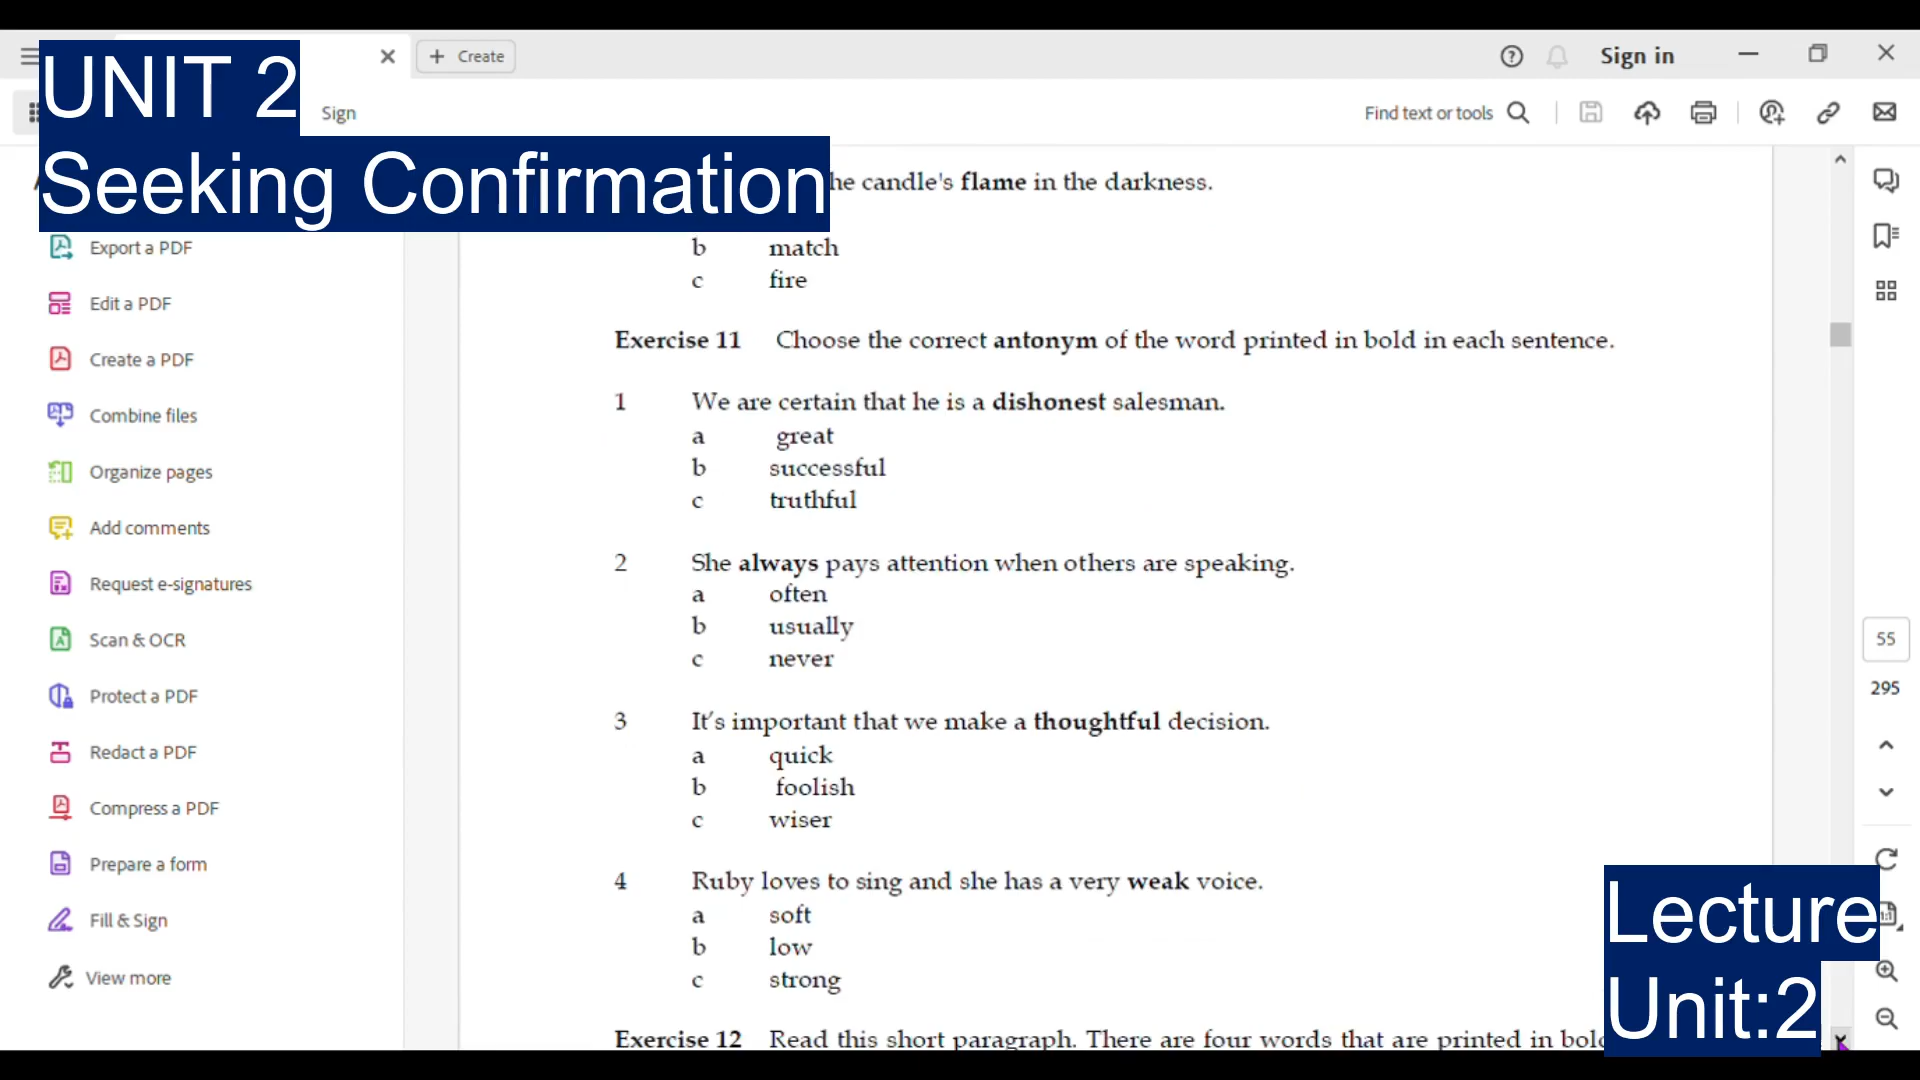 UNIT 2
Seeking Confirmation
Create
Sign in
Sign
Find text or tools
he candle's flame in the darkness.
b match
c fire
Exercise 11 Choose the correct antonym of the word printed in bold in each sentence.
1 We are certain that he is a dishonest salesman.
a great
b successful
c truthful
2 She always pays attention when others are speaking.
a often
b usually
c never
3 It's important that we make a thoughtful decision.
a quick
b foolish
c wiser
4 Ruby loves to sing and she has a very weak voice.
a soft
b low
c strong
Exercise 12 Read this short paragraph. There are four words that are printed in bold
Export a PDF
Edit a PDF
Create a PDF
Combine files
Organize pages
Add comments
Request e-signatures
Scan & OCR
Protect a PDF
Redact a PDF
Compress a PDF
Prepare a form
Fill & Sign
View more
55
295
Lecture
Unit:2